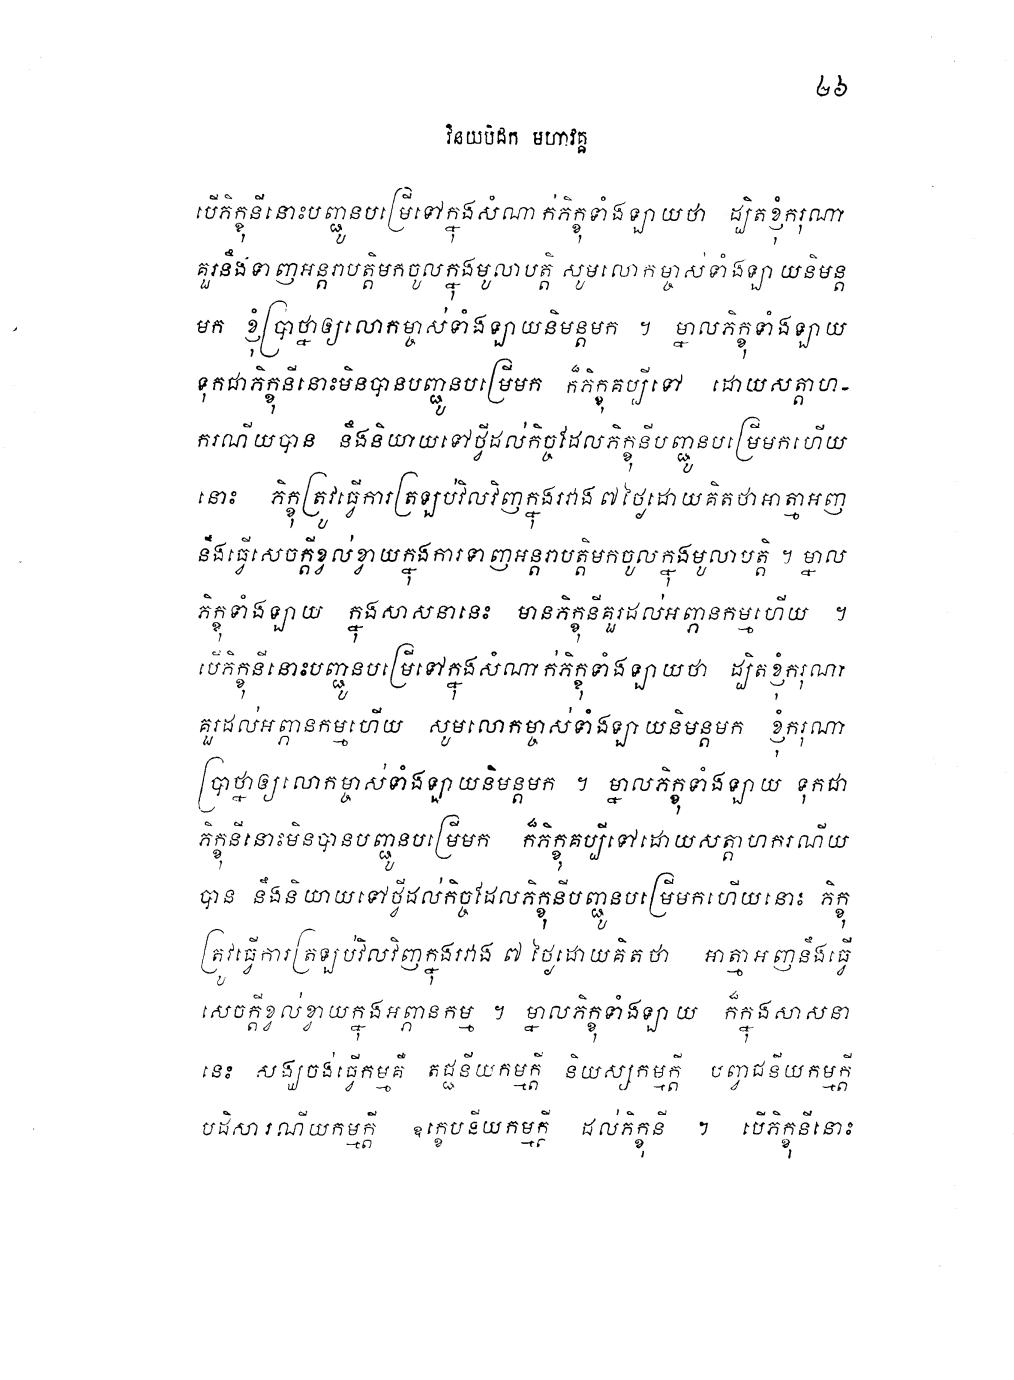 ៤៦
វិនយបិដក មហាវគ្គ
បើភិក្ខុនីនោះបញ្ជូនបម្រើទៅក្នុងសំណាក់ភិក្ខុទាំងឡាយថា ដ្បិតខ្ញុំករុណា
គួរនឹងទាញអន្តរាបត្តិមកចូលក្នុងមូលាបត្តិ សូមលោកម្ចាស់ទាំងឡាយនិមន្ត
មក ខ្ញុំប្រាថ្នាឲ្យលោកម្ចាស់ទាំងឡាយនិមន្តមក ។ ម្នាលភិក្ខុទាំងឡាយ
ទុកជាភិក្ខុនីនោះមិនបានបញ្ជូនបម្រើមក ក៏ភិក្ខុគប្បីទៅ ដោយសត្តាហ-
ករណីយបាន នឹងនិយាយទៅថ្វីដល់កិច្ចដែលភិក្ខុនីបញ្ជូនបម្រើមកហើយ
នោះ ភិក្ខុត្រូវធ្វើការត្រឡប់វិលវិញក្នុងរវាង ៧ ថ្ងៃដោយគិតថាអាត្មាអញ
នឹងធ្វើសេចក្តីខ្វល់ខ្វាយក្នុងការទាញអន្តរាបត្តិមកចូលក្នុងមូលាបត្តិ ។ ម្នាល
ភិក្ខុទាំងឡាយ ក្នុងសាសនានេះ មានភិក្ខុនីគួរដល់អព្ភានកម្មហើយ ។
បើភិក្ខុនីនោះបញ្ជូនបម្រើទៅក្នុងសំណាក់ភិក្ខុទាំងឡាយថា ដ្បិតខ្ញុំករុណា
គួរដល់អព្ភានកម្មហើយ សូមលោកម្ចាស់ទាំងឡាយនិមន្តមក ខ្ញុំករុណា
ប្រាថ្នាឲ្យលោកម្ចាស់ទាំងឡាយនិមន្តមក ។ ម្នាលភិក្ខុទាំងឡាយ ទុកជា
ភិក្ខុនីនោះមិនបានបញ្ជូនបម្រើមក ក៏ភិក្ខុគប្បីទៅដោយសត្តាហករណីយ
បាន នឹងនិយាយទៅថ្វីដល់កិច្ចដែលភិក្ខុនីបញ្ជូនបម្រើមកហើយនោះ ភិក្ខុ
ត្រូវធ្វើការត្រឡប់វិលវិញក្នុងរវាង ៧ ថ្ងៃដោយគិតថា អាត្មាអញនឹងធ្វើ
សេចក្តីខ្វល់ខ្វាយក្នុងអព្ភានកម្ម ។ ម្នាលភិក្ខុទាំងឡាយ ក៏ក្នុងសាសនា
នេះ សង្ឃចង់ធ្វើកម្មគឺ តជ្ជនីយកម្មក្តី និយស្សកម្មក្តី បញ្វជនីយកម្មក្តី
បដិសារណីយកម្មក្តី ឧក្ខេបនីយកម្មក្តី ដល់ភិក្ខុនី ។ បើភិក្ខុនីនោះ